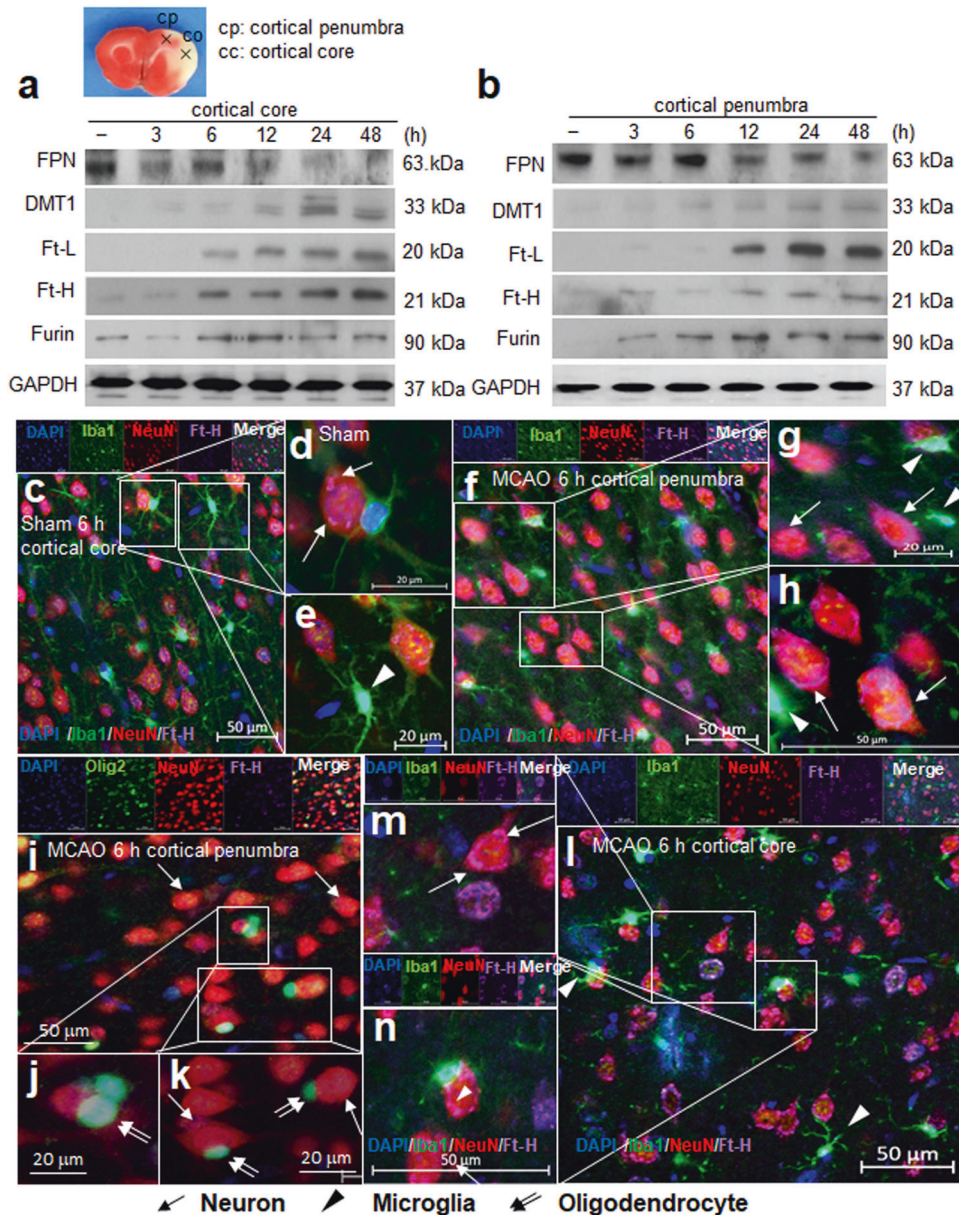 cp
co
cp: cortical penumbra
cc: cortical core
a
cortical core
– 3 6 12 24 48 (h)
FPN 63 kDa
DMT1 33 kDa
Ft-L 20 kDa
Ft-H 21 kDa
Furin 90 kDa
GAPDH 37 kDa
b
cortical penumbra
– 3 6 12 24 48 (h)
FPN 63 kDa
DMT1 33 kDa
Ft-L 20 kDa
Ft-H 21 kDa
Furin 90 kDa
GAPDH 37 kDa
DAPI Iba1 NeuN Ft-H Merge
c
Sham 6 h
cortical core
DAPI/Iba1/NeuN/Ft-H 50 µm
d Sham
20 µm
e
20 µm
DAPI Iba1 NeuN Ft-H Merge
f MCAO 6 h cortical penumbra
DAPI/Iba1/NeuN/Ft-H 50 µm
g
20 µm
h
50 µm
DAPI Olig2 NeuN Ft-H Merge
i MCAO 6 h cortical penumbra
50 µm
j
20 µm
k
20 µm
DAPI Iba1 NeuN Ft-H Merge
m
DAPI Iba1 NeuN Ft-H Merge
n
DAPI/Iba1/NeuN/Ft-H
50 µm
DAPI Iba1 NeuN Ft-H Merge
l MCAO 6 h cortical core
DAPI/Iba1/NeuN/Ft-H 50 µm
Neuron Microglia Oligodendrocyte